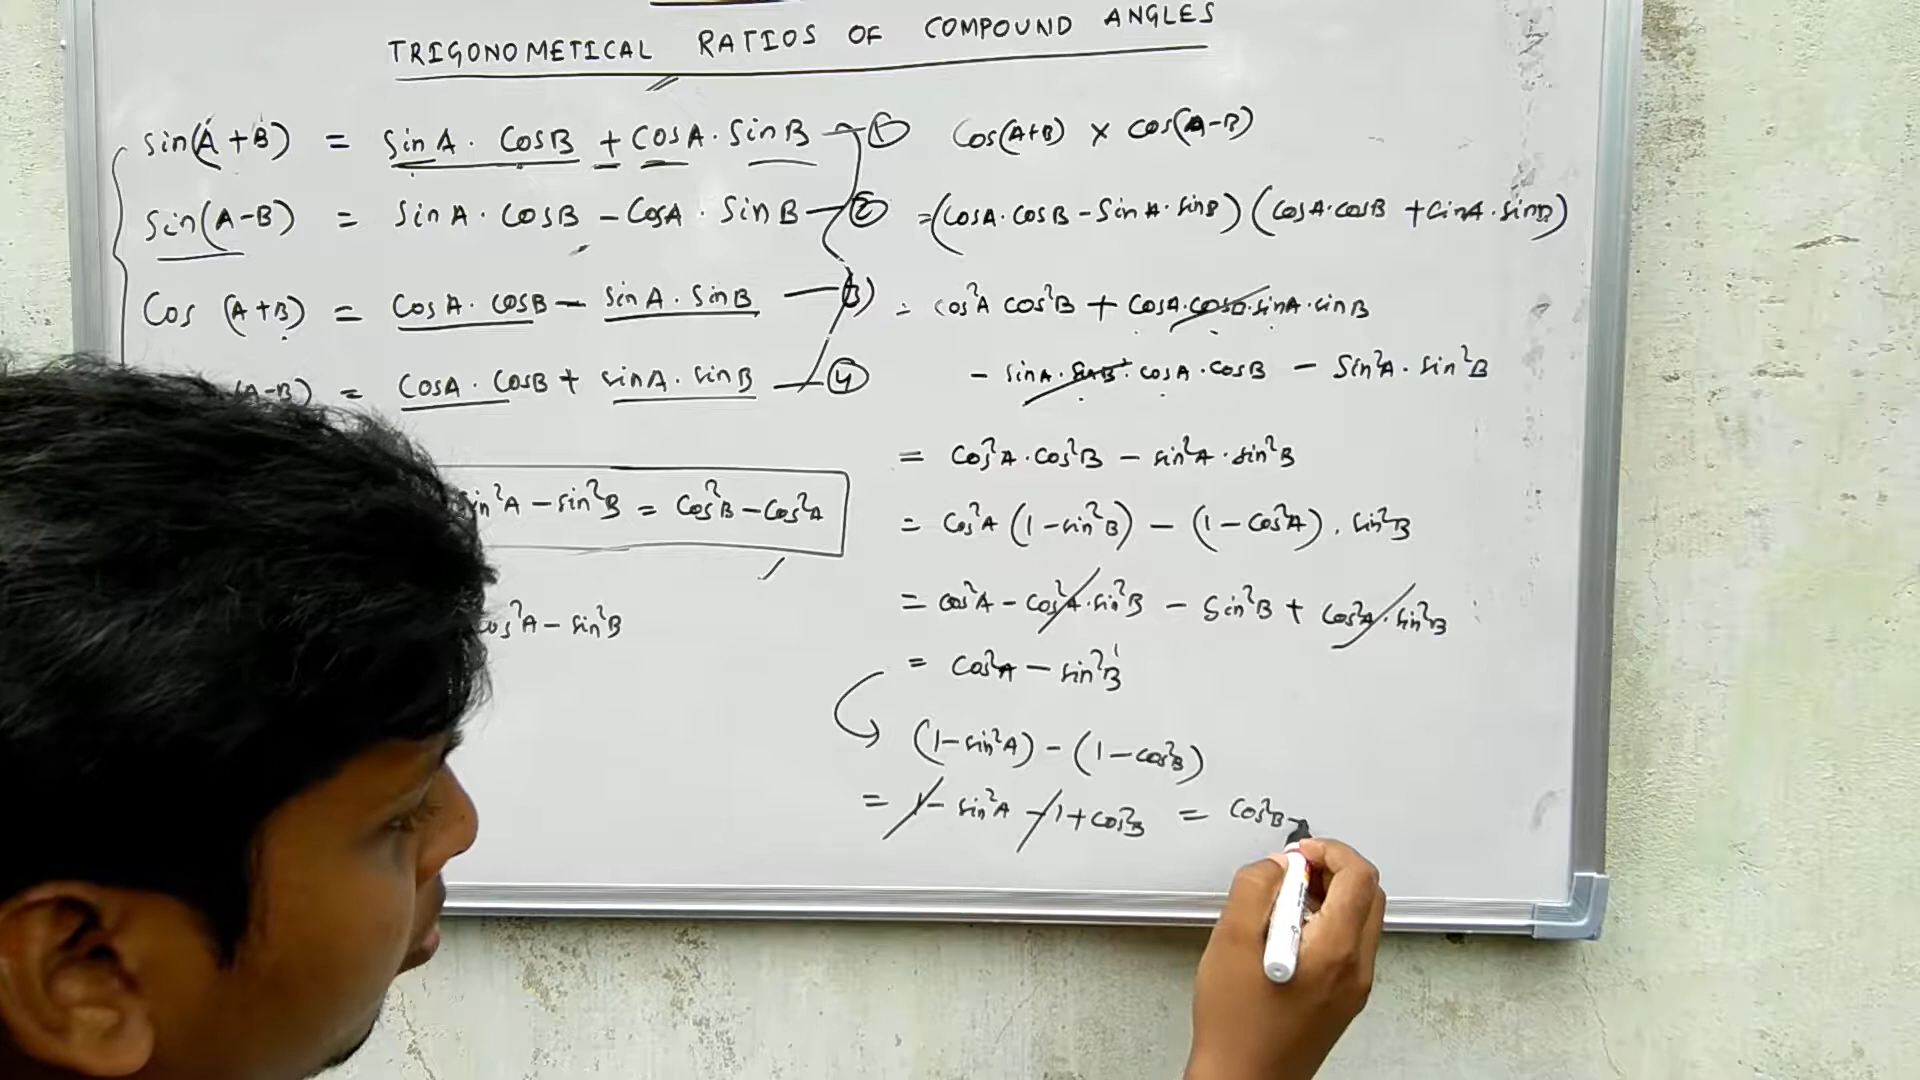 TRIGONOMETICAL RATIOS OF COMPOUND ANGLES
sin(A+B) = sinA · cosB + cosA · sinB —①
sin(A-B) = sinA · cosB - cosA · sinB —②
Cos (A+B) = CosA · cosB - sinA · sinB —③
(A-B) = cosA · cosB + sinA · sinB —④
sin²A - sin²B = Cos²B - Cos²A
cos²A - sin²B
Cos(A+B) × cos(A-B)
= (cosA · cosB - sinA · sinB) (cosA · cosB + sinA · sinB)
= cos²A cos²B + cosA · cosB · sinA · sinB
- sinA · sinB · cosA · cosB - Sin²A · sin²B
= Cos²A · cos²B - sin²A · sin²B
= Cos²A (1 - sin²B) - (1 - cos²A) · sin²B
= cos²A - cos²A · sin²B - Sin²B + cos²A · sin²B
= Cos²A - sin²B
(1 - sin²A) - (1 - cos²B)
= 1 - sin²A - 1 + cos²B = Cos²B -